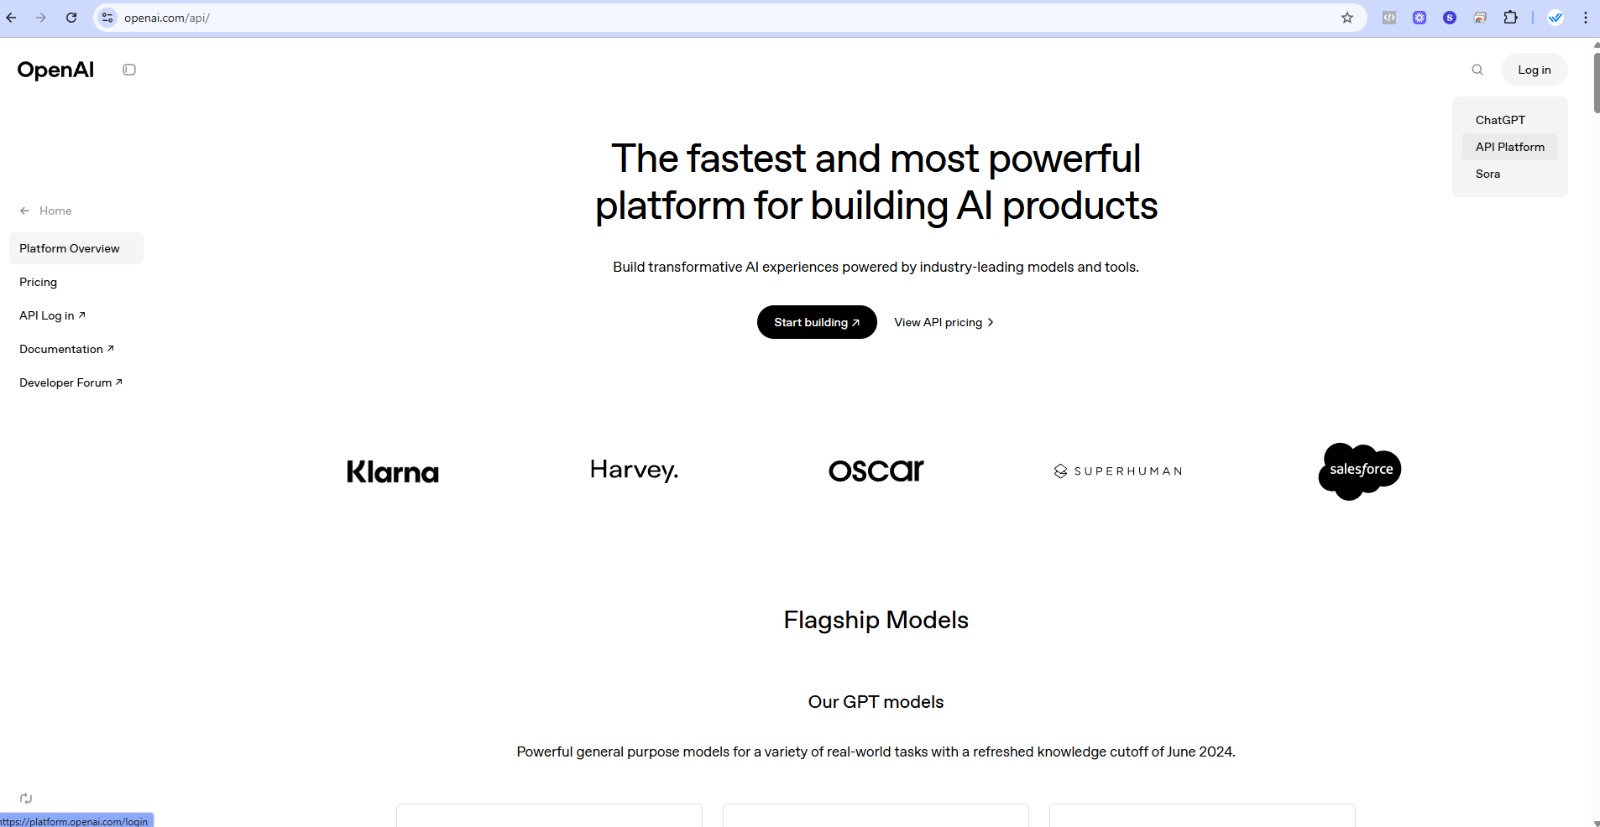 openai.com/api/
OpenAI
Log in
ChatGPT
API Platform
Sora
Home
Platform Overview
Pricing
API Log in ↗
Documentation ↗
Developer Forum ↗
The fastest and most powerful
platform for building AI products
Build transformative AI experiences powered by industry-leading models and tools.
Start building ↗
View API pricing
Klarna
Harvey.
oscar
SUPERHUMAN
salesforce
Flagship Models
Our GPT models
Powerful general purpose models for a variety of real-world tasks with a refreshed knowledge cutoff of June 2024.
https://platform.openai.com/login